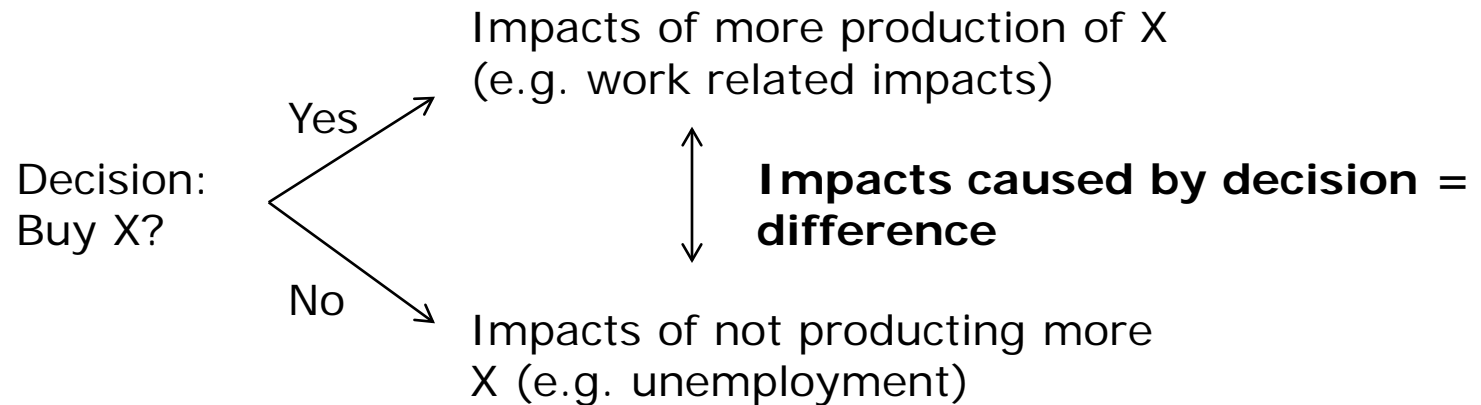 Impacts of more production of X
(e.g. work related impacts)
Yes
Decision:
Buy X?
Impacts caused by decision =
difference
No
Impacts of not producting more
X (e.g. unemployment)